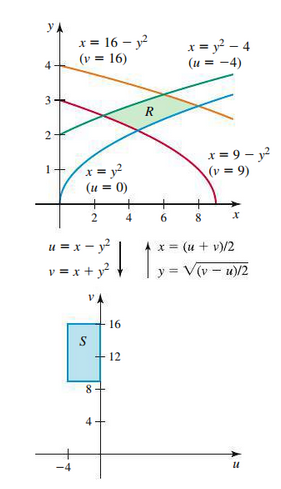 y
x = 16 − y²
(v = 16)
x = y² − 4
(u = −4)
4
3
R
2
x = 9 − y²
(v = 9)
1
x = y²
(u = 0)
2 4 6 8 x
u = x − y²
v = x + y²
x = (u + v)/2
y = √(v − u)/2
v
16
S
12
8
4
−4
u